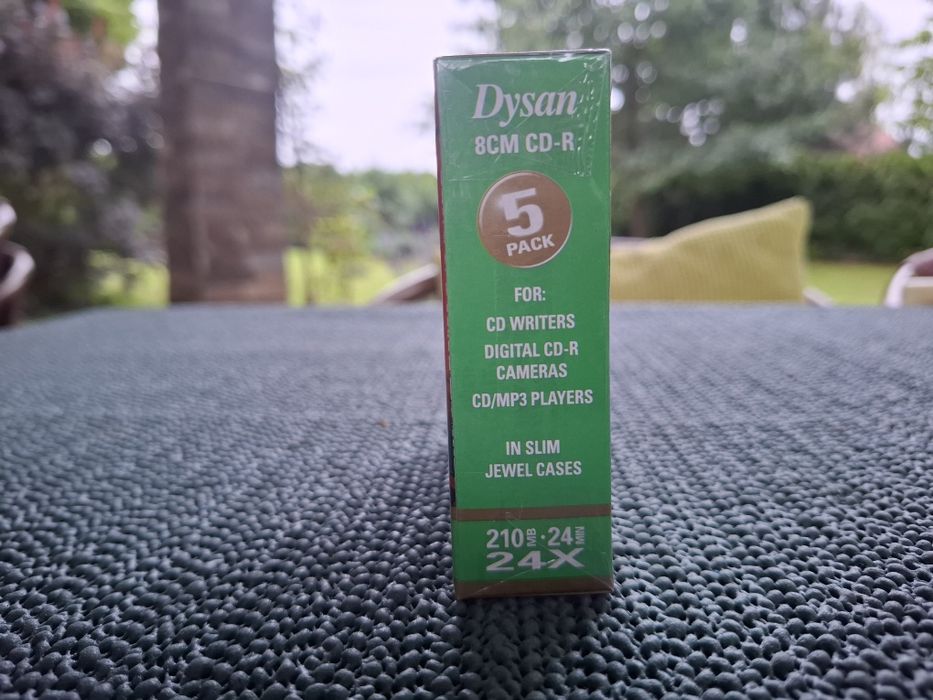 Dysan
8CM CD-R
5
PACK
FOR:
CD WRITERS
DIGITAL CD-R
CAMERAS
CD/MP3 PLAYERS
IN SLIM
JEWEL CASES
210 MB · 24 MIN
24X